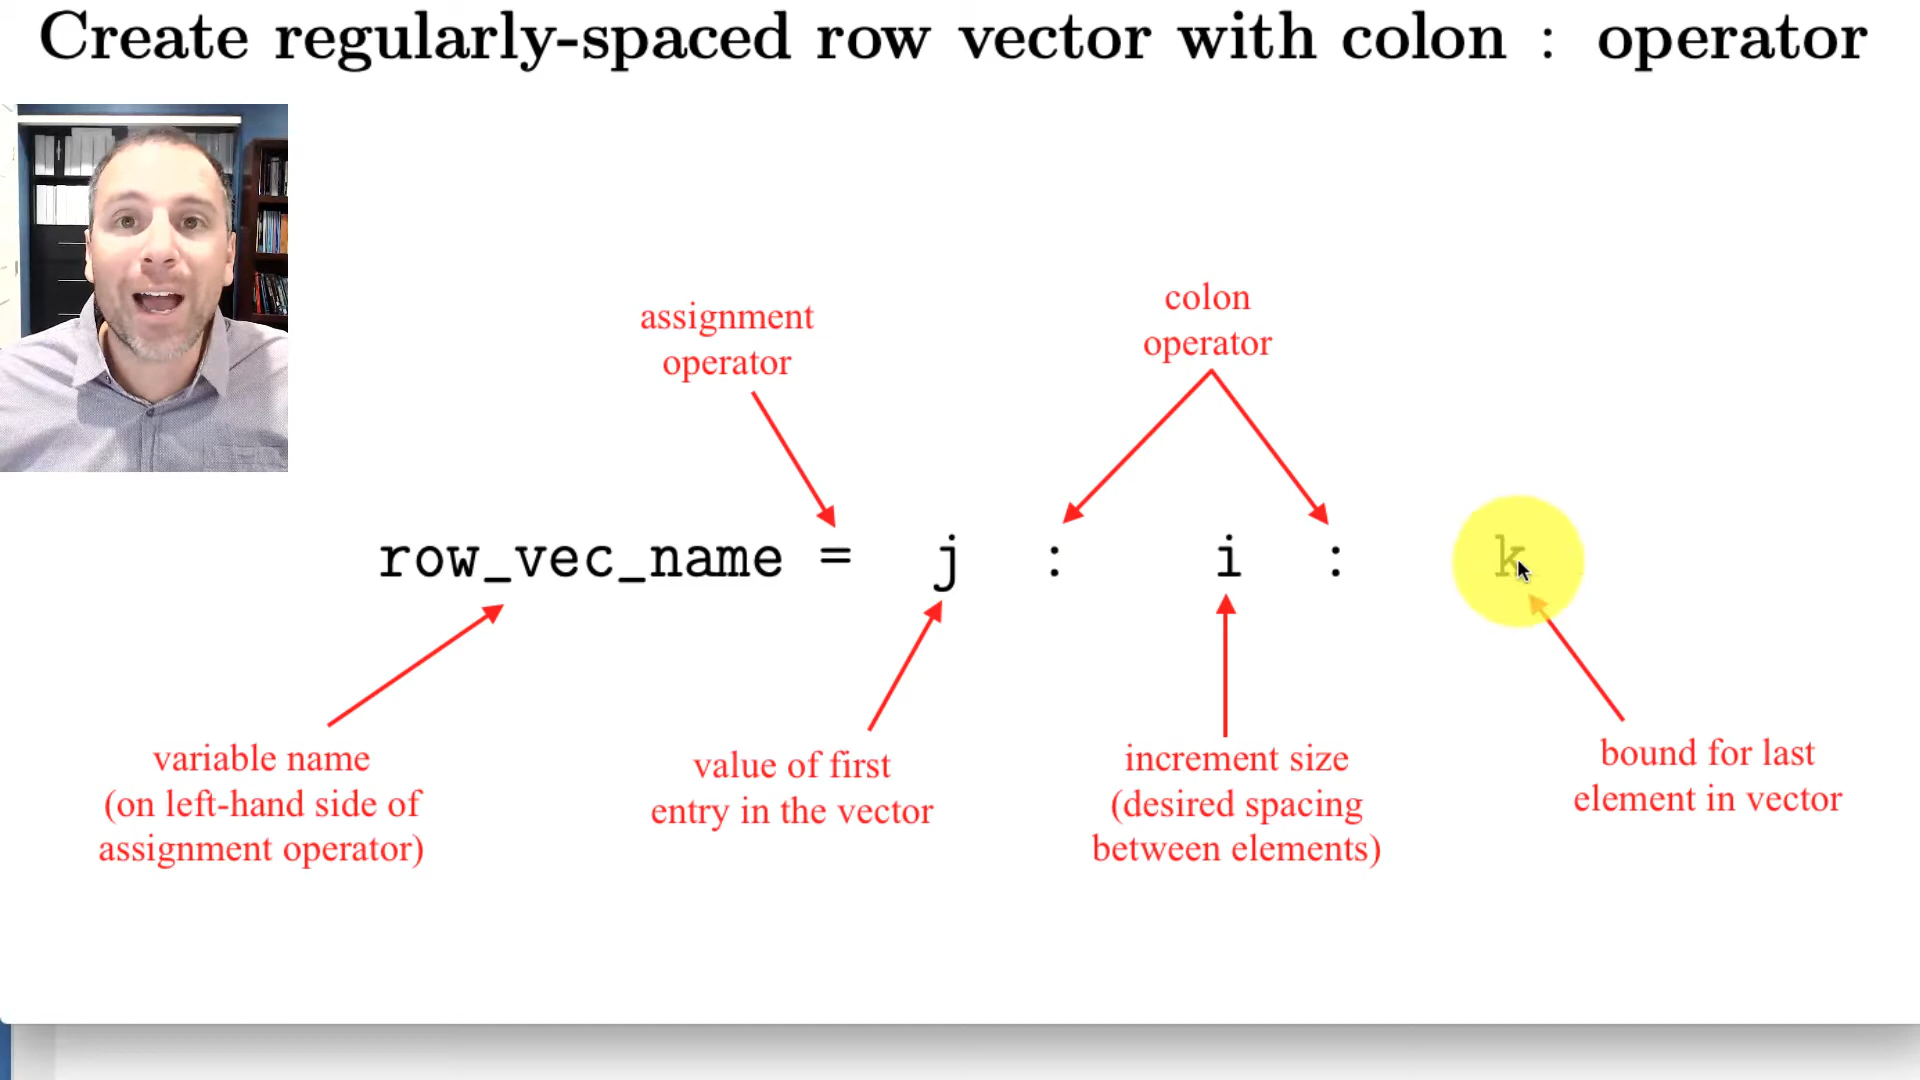 Create regularly-spaced row vector with colon : operator
assignment
operator
colon
operator
row_vec_name = j : i : k
variable name
(on left-hand side of
assignment operator)
value of first
entry in the vector
increment size
(desired spacing
between elements)
bound for last
element in vector